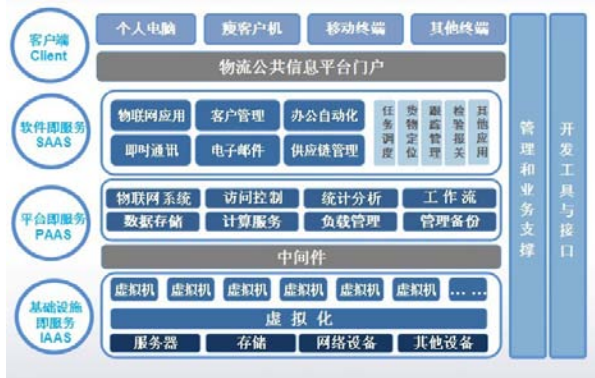 客户端
Client
个人电脑
瘦客户机
移动终端
其他终端
物流公共信息平台门户
软件即服务
SAAS
物联网应用
客户管理
办公自动化
即时通讯
电子邮件
供应链管理
任务调度
货物定位
跟踪管理
检验报关
其他应用
平台即服务
PAAS
物联网系统
访问控制
统计分析
工作流
数据存储
计算服务
负载管理
管理备份
中间件
基础设施
即服务
IAAS
虚拟机
虚拟机
虚拟机
虚拟机
虚拟机
虚拟机
... ...
虚拟化
服务器
存储
网络设备
其他设备
管理和业务支撑
开发工具与接口